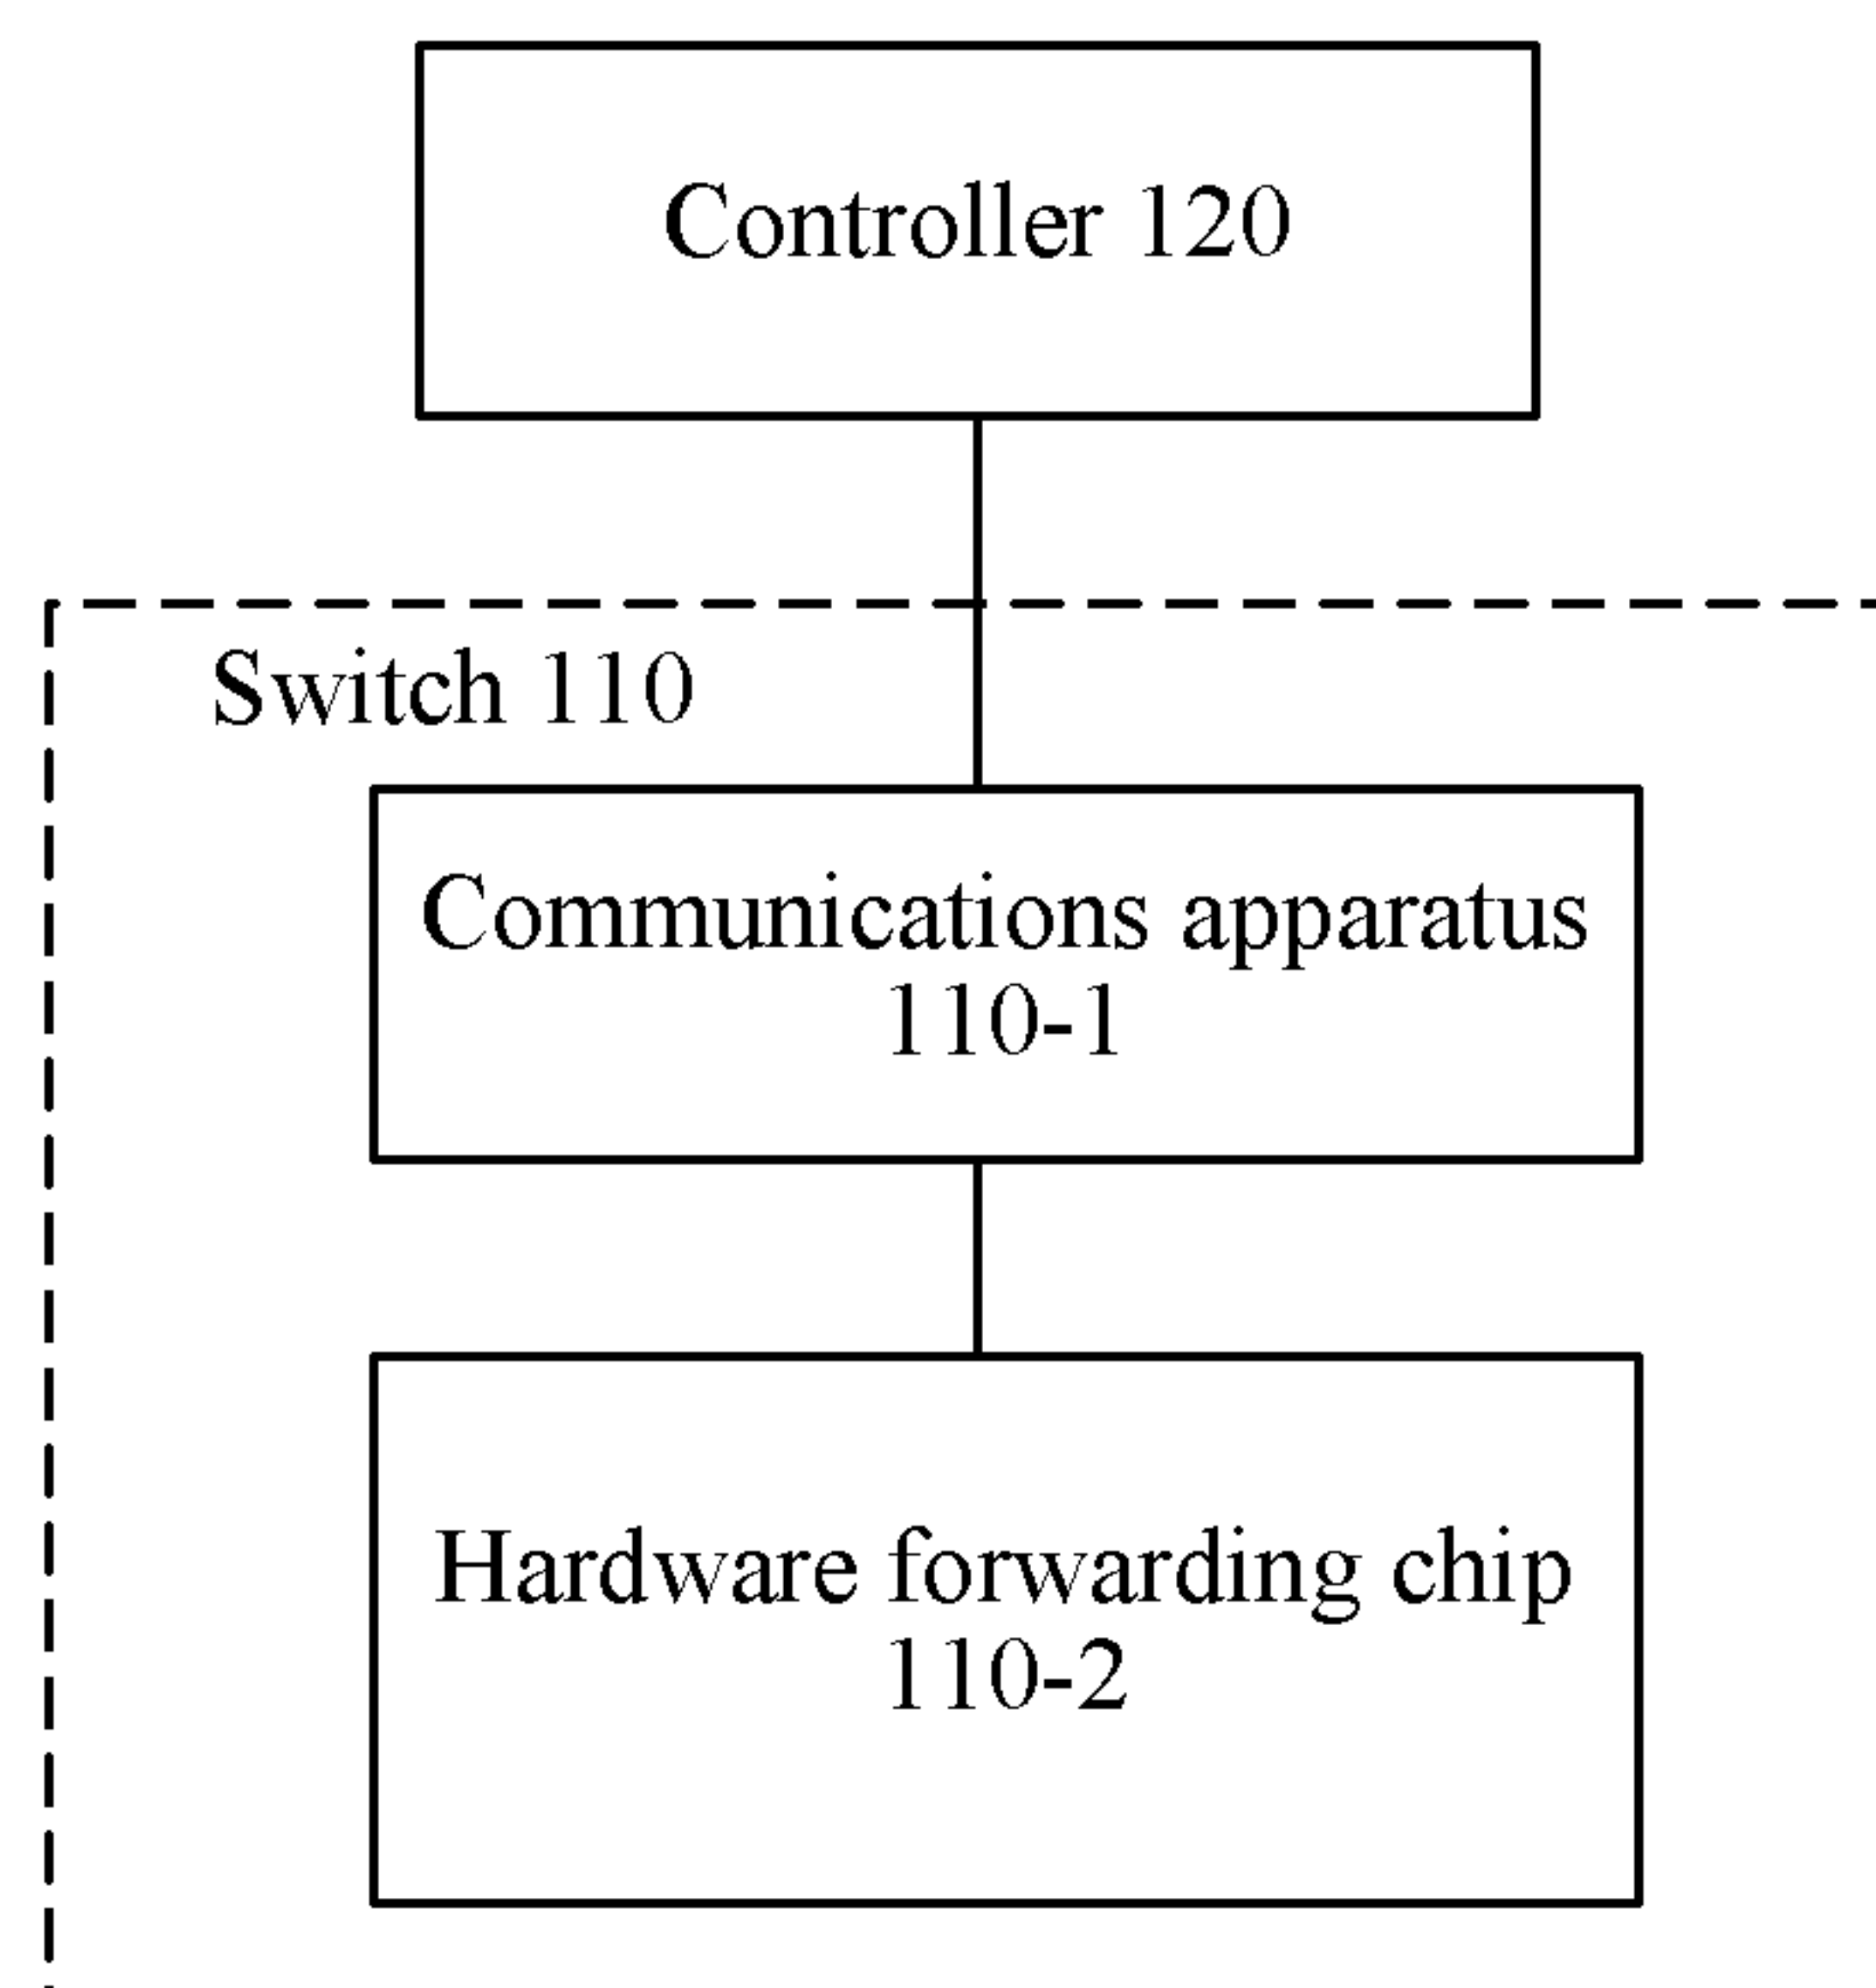 Controller 120
Switch 110
Communications apparatus
110-1
Hardware forwarding chip
110-2